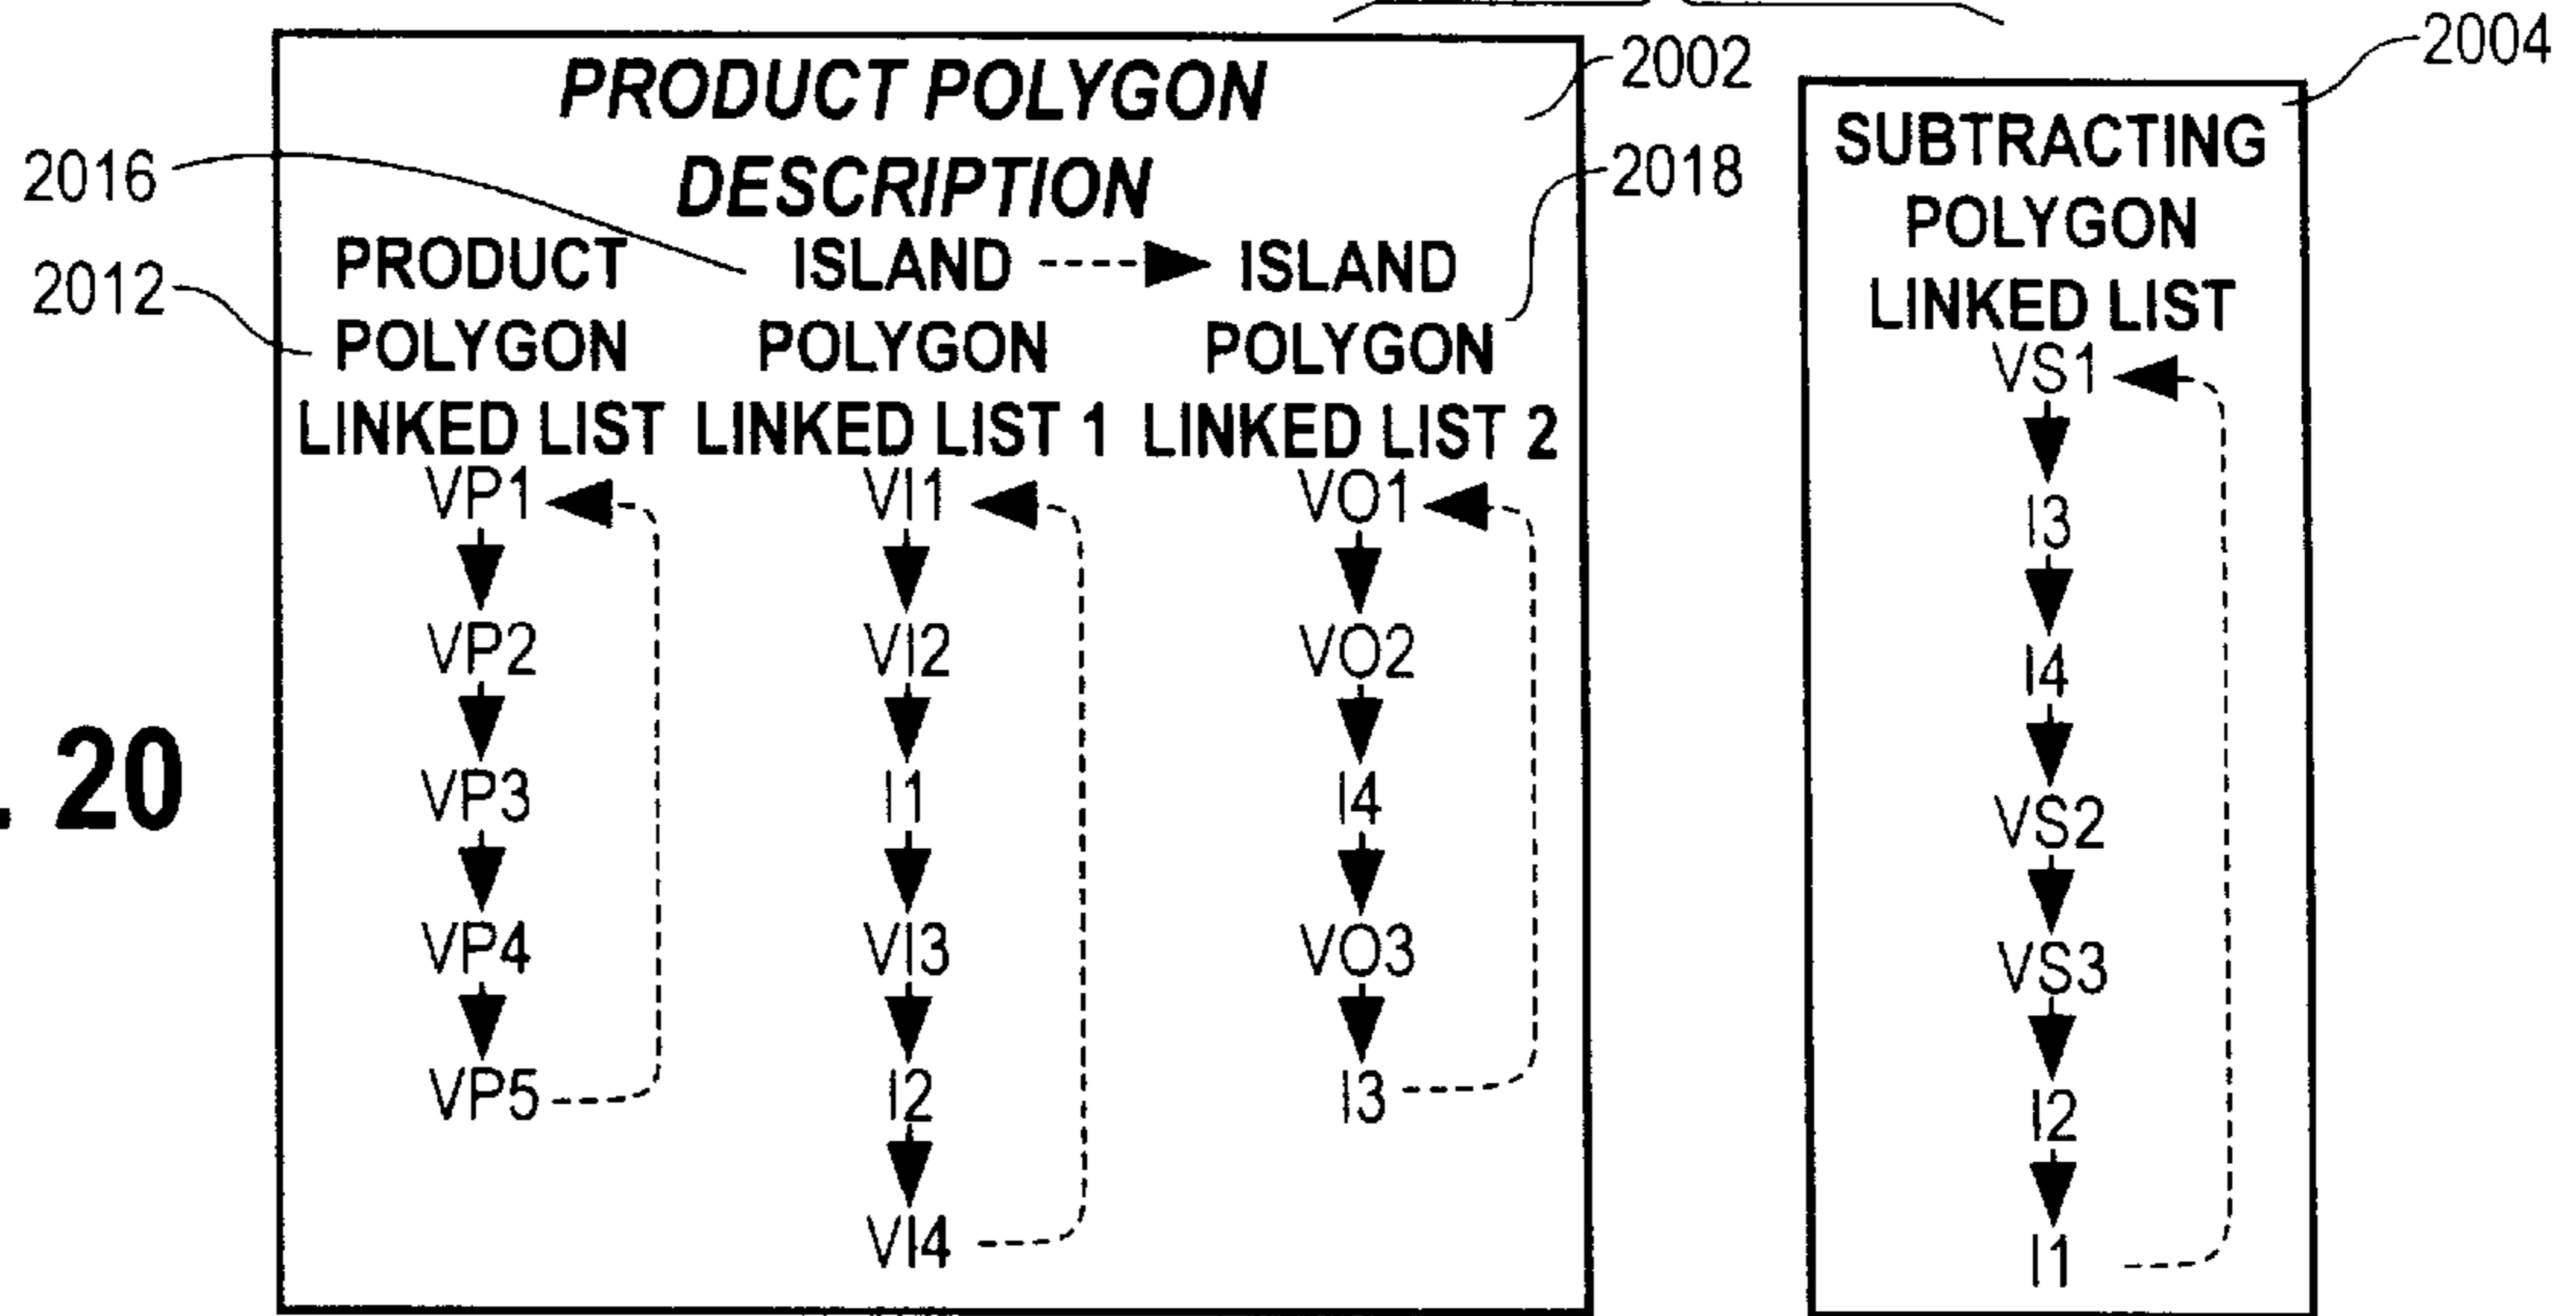 2004
2002
PRODUCT POLYGON
DESCRIPTION
2016
2018
2012
PRODUCT
POLYGON
LINKED LIST
VP1
VP2
VP3
VP4
VP5
ISLAND
POLYGON
LINKED LIST 1
VI1
VI2
I1
VI3
I2
VI4
ISLAND
POLYGON
LINKED LIST 2
VO1
VO2
I4
VO3
I3
SUBTRACTING
POLYGON
LINKED LIST
VS1
I3
I4
VS2
VS3
I2
I1
. 20